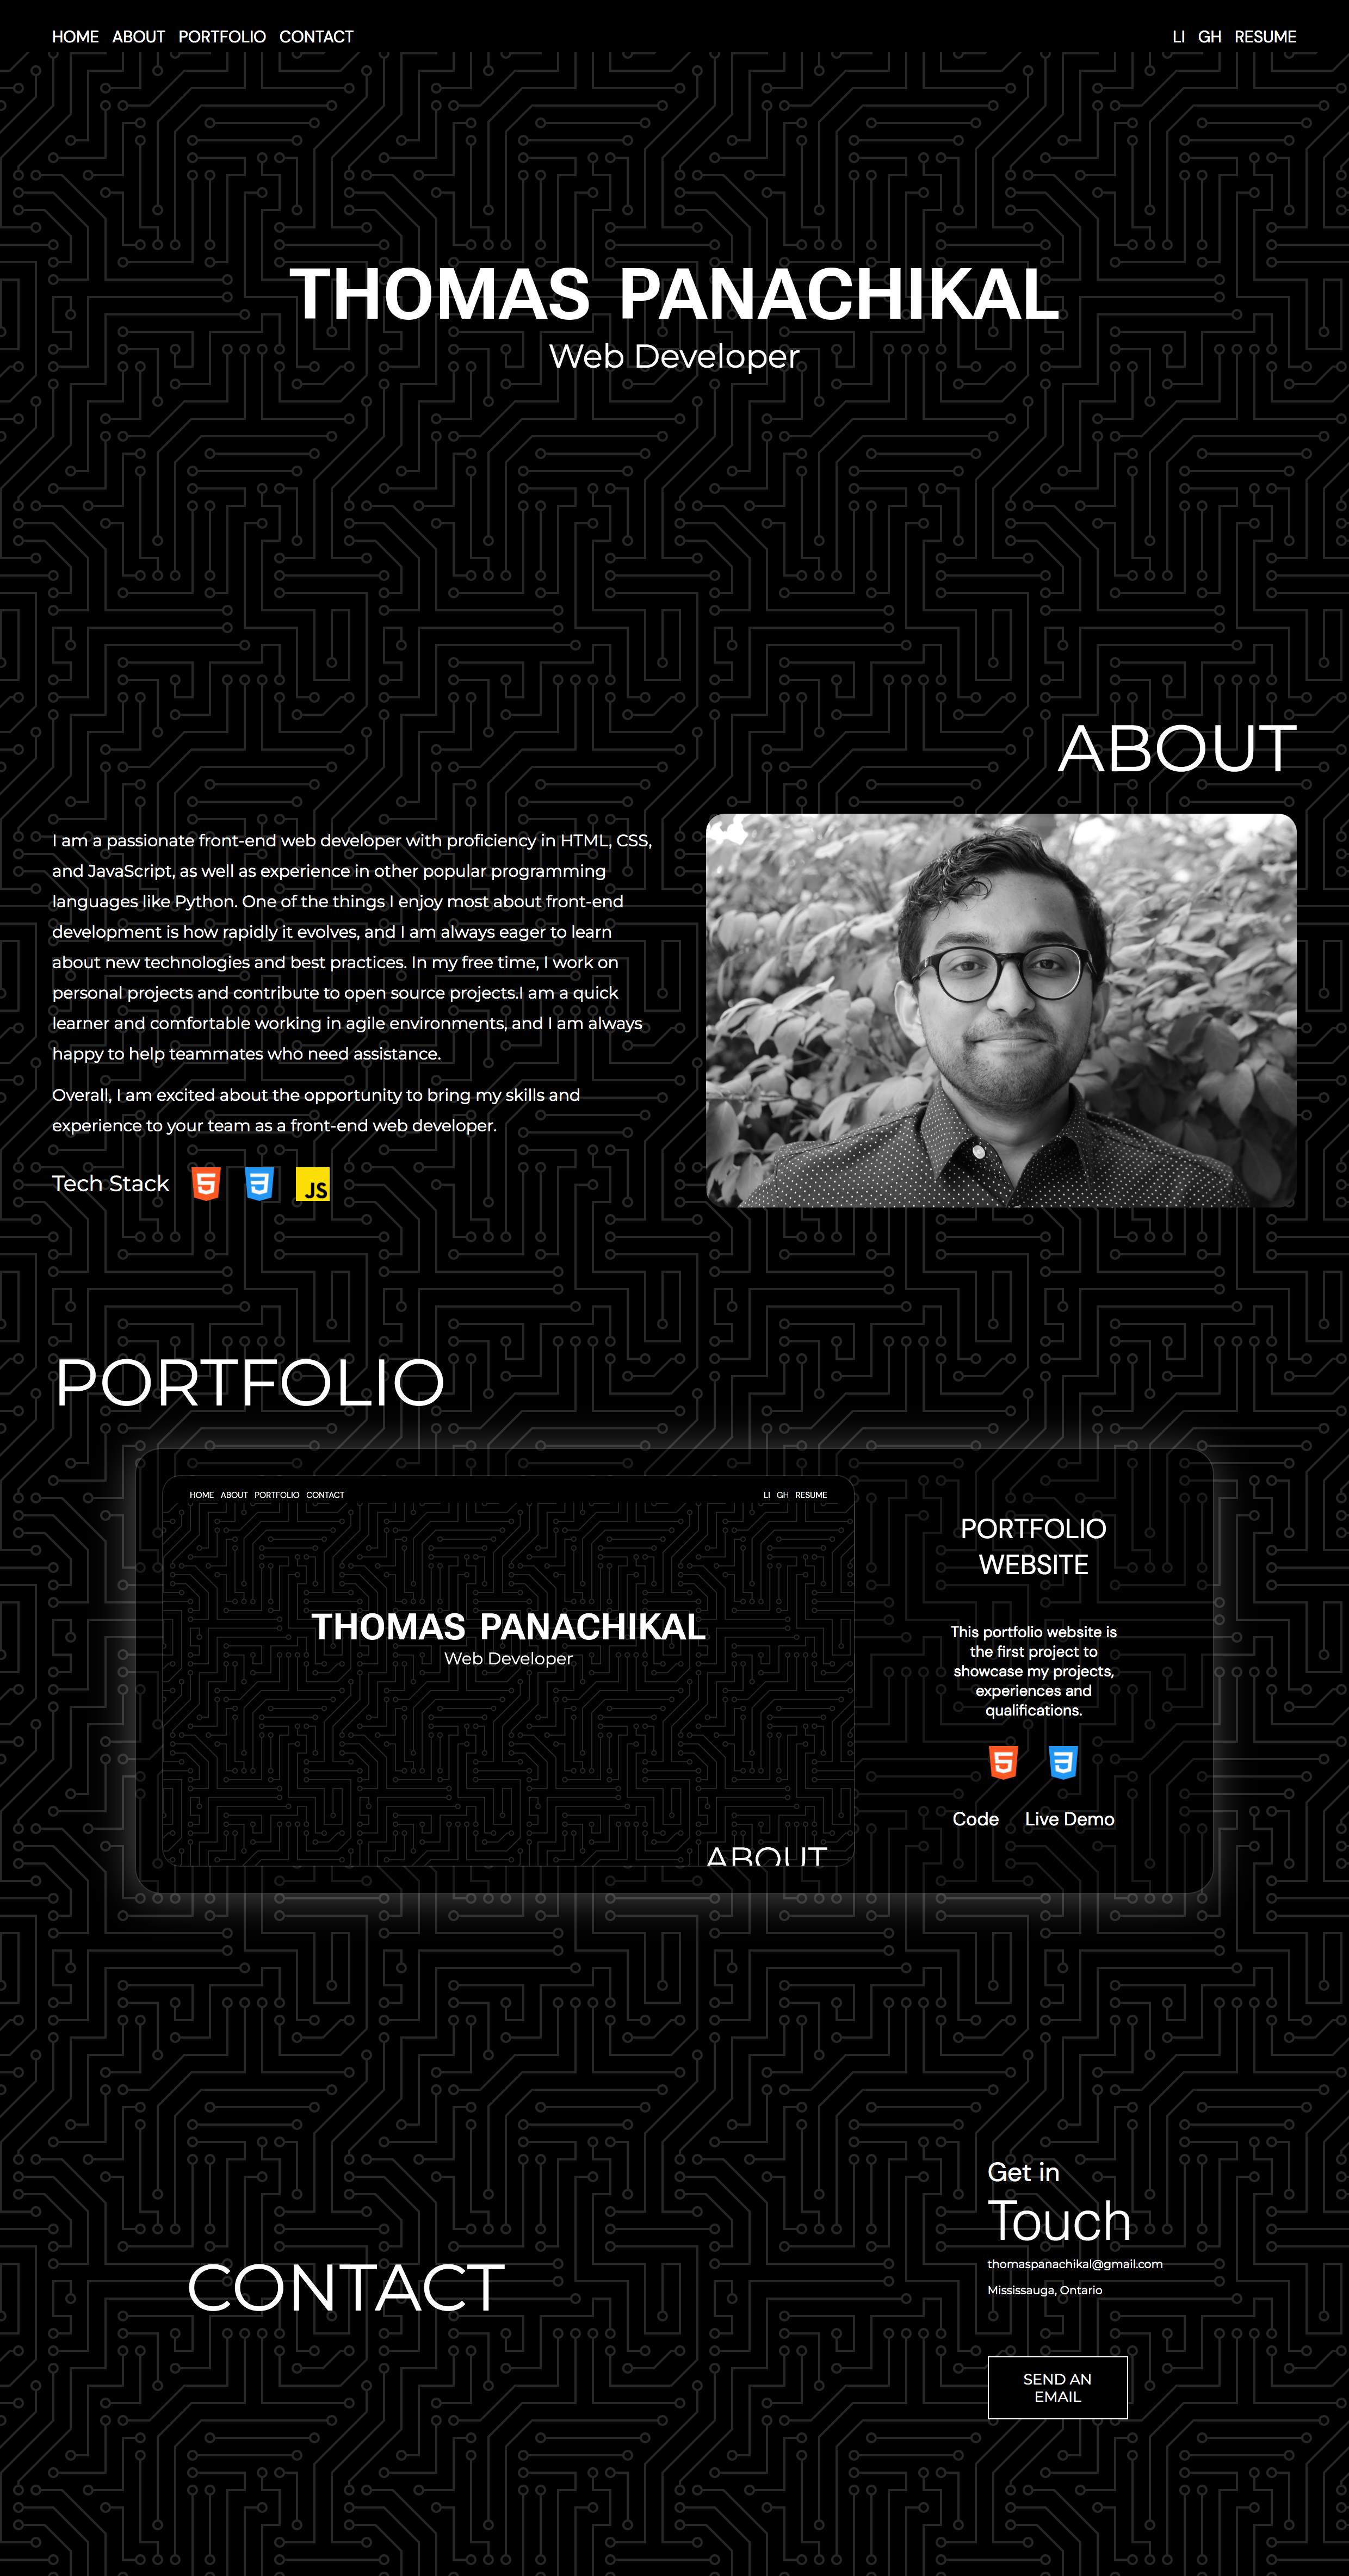 HOME ABOUT PORTFOLIO CONTACT LI GH RESUME
THOMAS PANACHIKAL
Web Developer
ABOUT
I am a passionate front-end web developer with proficiency in HTML, CSS,
and JavaScript, as well as experience in other popular programming
languages like Python. One of the things I enjoy most about front-end
development is how rapidly it evolves, and I am always eager to learn
about new technologies and best practices. In my free time, I work on
personal projects and contribute to open source projects.I am a quick
learner and comfortable working in agile environments, and I am always
happy to help teammates who need assistance.
Overall, I am excited about the opportunity to bring my skills and
experience to your team as a front-end web developer.
Tech Stack 5 3 JS
PORTFOLIO
HOME ABOUT PORTFOLIO CONTACT LI GH RESUME
THOMAS PANACHIKAL
Web Developer
ABOUT
PORTFOLIO
WEBSITE
This portfolio website is
the first project to
showcase my projects,
experiences and
qualifications.
5 3
Code Live Demo
CONTACT
Get in
Touch
thomaspanachikal@gmail.com
Mississauga, Ontario
SEND AN
EMAIL